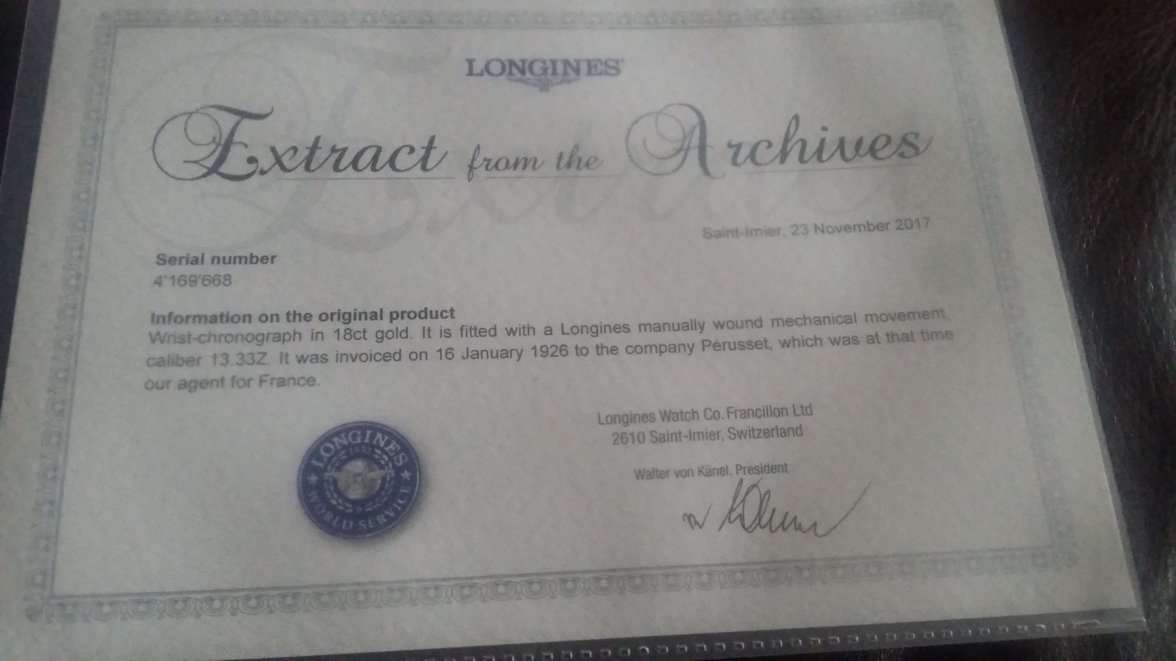 LONGINES
Extract from the Archives
Saint-Imier, 23 November 2017
Serial number
4'169'668
Information on the original product
Wrist-chronograph in 18ct gold. It is fitted with a Longines manually wound mechanical movement,
caliber 13.33Z. It was invoiced on 16 January 1926 to the company Pérusset, which was at that time
our agent for France.
Longines Watch Co. Francillon Ltd
2610 Saint-Imier, Switzerland
Walter von Känel, President
LONGINES
WORLD SERVICE